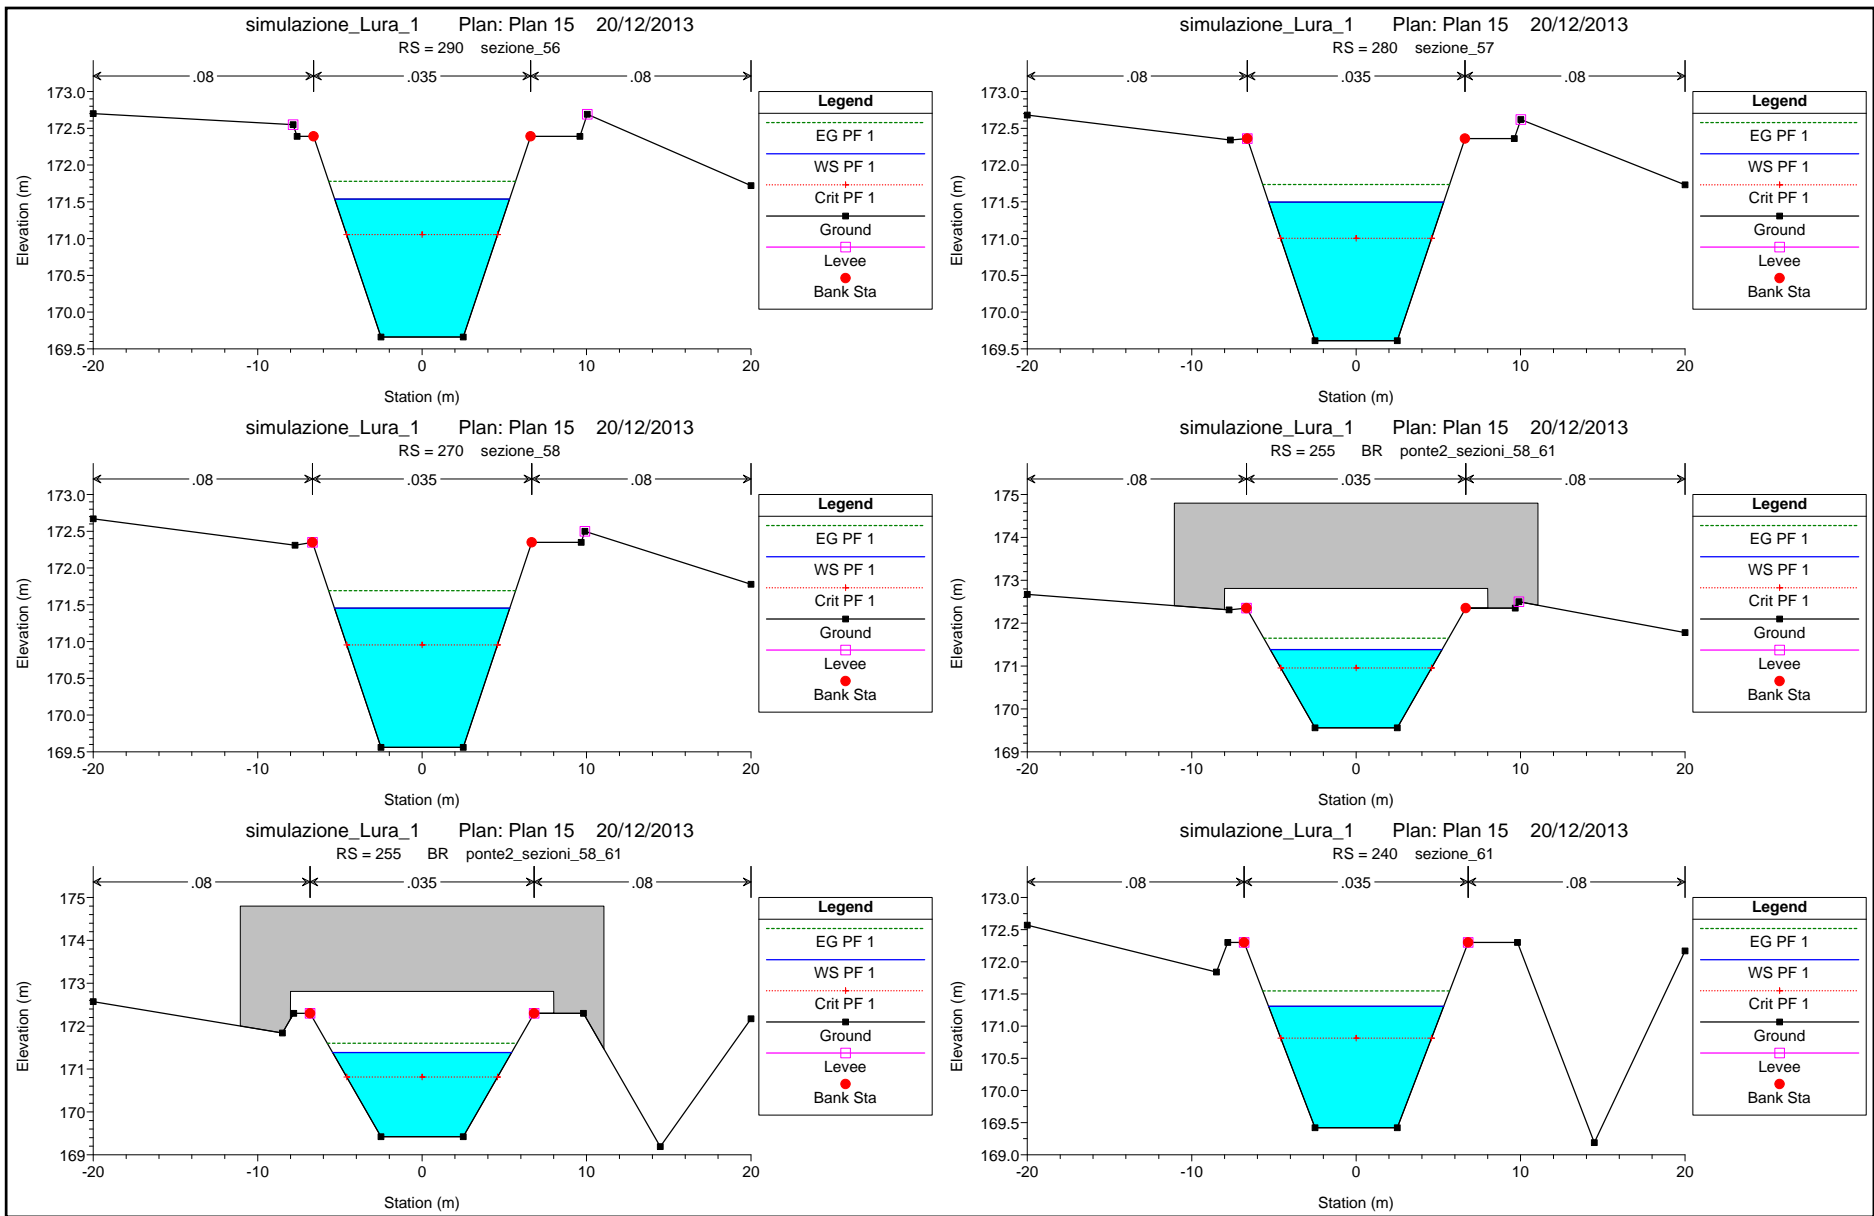 simulazione_Lura_1 Plan: Plan 15 20/12/2013
RS = 290 sezione_56
.08 .035 .08
173.0
172.5
172.0
171.5
171.0
170.5
170.0
169.5
Elevation (m)
-20 -10 0 10 20
Station (m)
Legend
EG PF 1
WS PF 1
Crit PF 1
Ground
Levee
Bank Sta
simulazione_Lura_1 Plan: Plan 15 20/12/2013
RS = 280 sezione_57
.08 .035 .08
173.0
172.5
172.0
171.5
171.0
170.5
170.0
169.5
Elevation (m)
-20 -10 0 10 20
Station (m)
Legend
EG PF 1
WS PF 1
Crit PF 1
Ground
Levee
Bank Sta
simulazione_Lura_1 Plan: Plan 15 20/12/2013
RS = 270 sezione_58
.08 .035 .08
173.0
172.5
172.0
171.5
171.0
170.5
170.0
169.5
Elevation (m)
-20 -10 0 10 20
Station (m)
Legend
EG PF 1
WS PF 1
Crit PF 1
Ground
Levee
Bank Sta
simulazione_Lura_1 Plan: Plan 15 20/12/2013
RS = 255 BR ponte2_sezioni_58_61
.08 .035 .08
175
174
173
172
171
170
169
Elevation (m)
-20 -10 0 10 20
Station (m)
Legend
EG PF 1
WS PF 1
Crit PF 1
Ground
Levee
Bank Sta
simulazione_Lura_1 Plan: Plan 15 20/12/2013
RS = 255 BR ponte2_sezioni_58_61
.08 .035 .08
175
174
173
172
171
170
169
Elevation (m)
-20 -10 0 10 20
Station (m)
Legend
EG PF 1
WS PF 1
Crit PF 1
Ground
Levee
Bank Sta
simulazione_Lura_1 Plan: Plan 15 20/12/2013
RS = 240 sezione_61
.08 .035 .08
173.0
172.5
172.0
171.5
171.0
170.5
170.0
169.5
169.0
Elevation (m)
-20 -10 0 10 20
Station (m)
Legend
EG PF 1
WS PF 1
Crit PF 1
Ground
Levee
Bank Sta